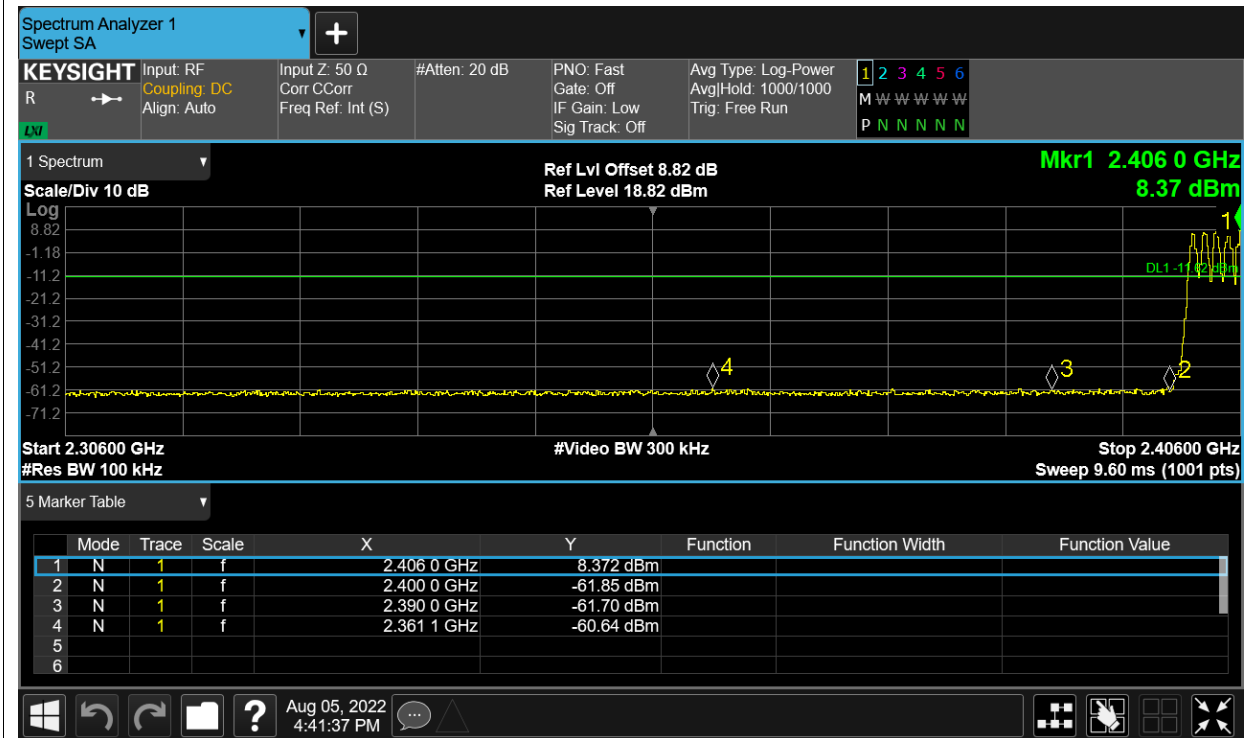 Spectrum Analyzer 1
Swept SA
+
KEYSIGHT Input: RF Input Z: 50 Ω #Atten: 20 dB PNO: Fast Avg Type: Log-Power 1 2 3 4 5 6
R Coupling: DC Corr CCorr Gate: Off Avg|Hold: 1000/1000 M W W W W W
Align: Auto Freq Ref: Int (S) IF Gain: Low Trig: Free Run
LXI Sig Track: Off P N N N N N
1 Spectrum
Ref Lvl Offset 8.82 dB Mkr1 2.406 0 GHz
Scale/Div 10 dB Ref Level 18.82 dBm 8.37 dBm
Log
1
8.82
-1.18
DL1 -11.02 dBm
-11.2
-21.2
-31.2
-41.2
-51.2
4 3 2
-61.2
-71.2
Start 2.30600 GHz #Video BW 300 kHz Stop 2.40600 GHz
#Res BW 100 kHz Sweep 9.60 ms (1001 pts)
5 Marker Table
Mode Trace Scale X Y Function Function Width Function Value
1 N 1 f 2.406 0 GHz 8.372 dBm
2 N 1 f 2.400 0 GHz -61.85 dBm
3 N 1 f 2.390 0 GHz -61.70 dBm
4 N 1 f 2.361 1 GHz -60.64 dBm
5
6
? Aug 05, 2022
4:41:37 PM